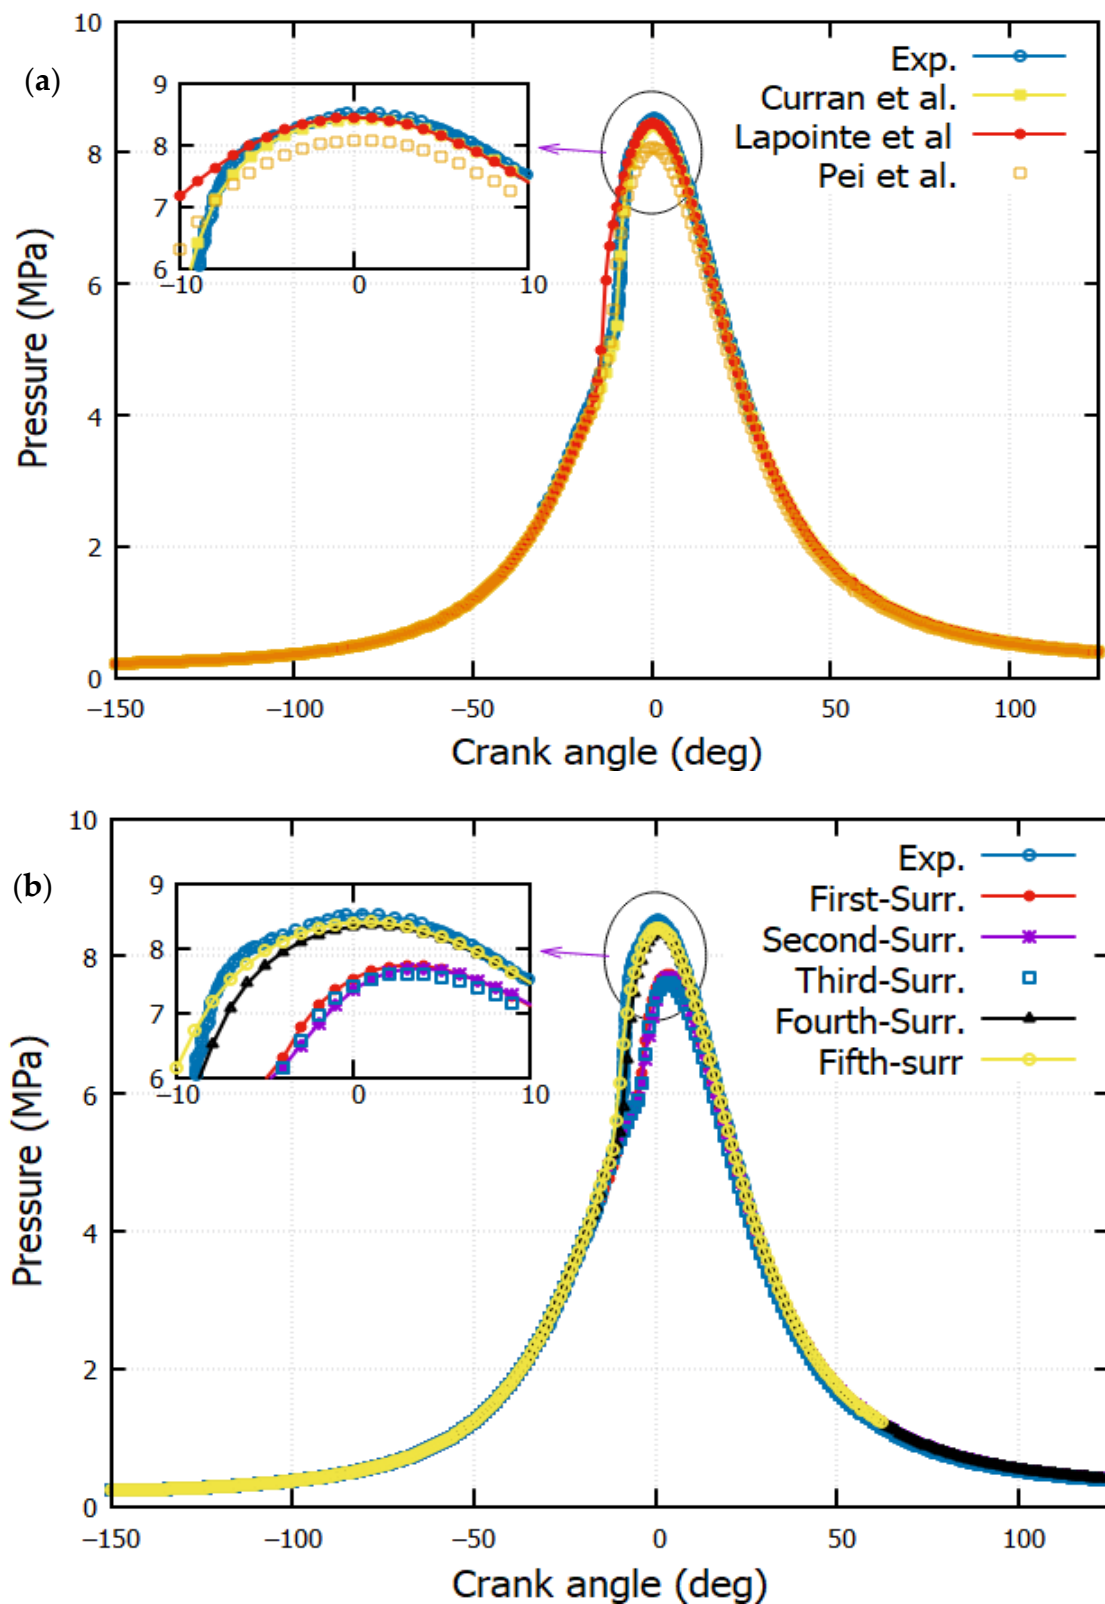 (a)
Pressure (MPa)
10
8
6
4
2
0
Exp.
Curran et al.
Lapointe et al
Pei et al.
9
8
7
6
−10
0
10
−150
−100
−50
0
50
100
Crank angle (deg)
(b)
Pressure (MPa)
10
8
6
4
2
0
Exp.
First-Surr.
Second-Surr.
Third-Surr.
Fourth-Surr.
Fifth-surr
9
8
7
6
−10
0
10
−150
−100
−50
0
50
100
Crank angle (deg)